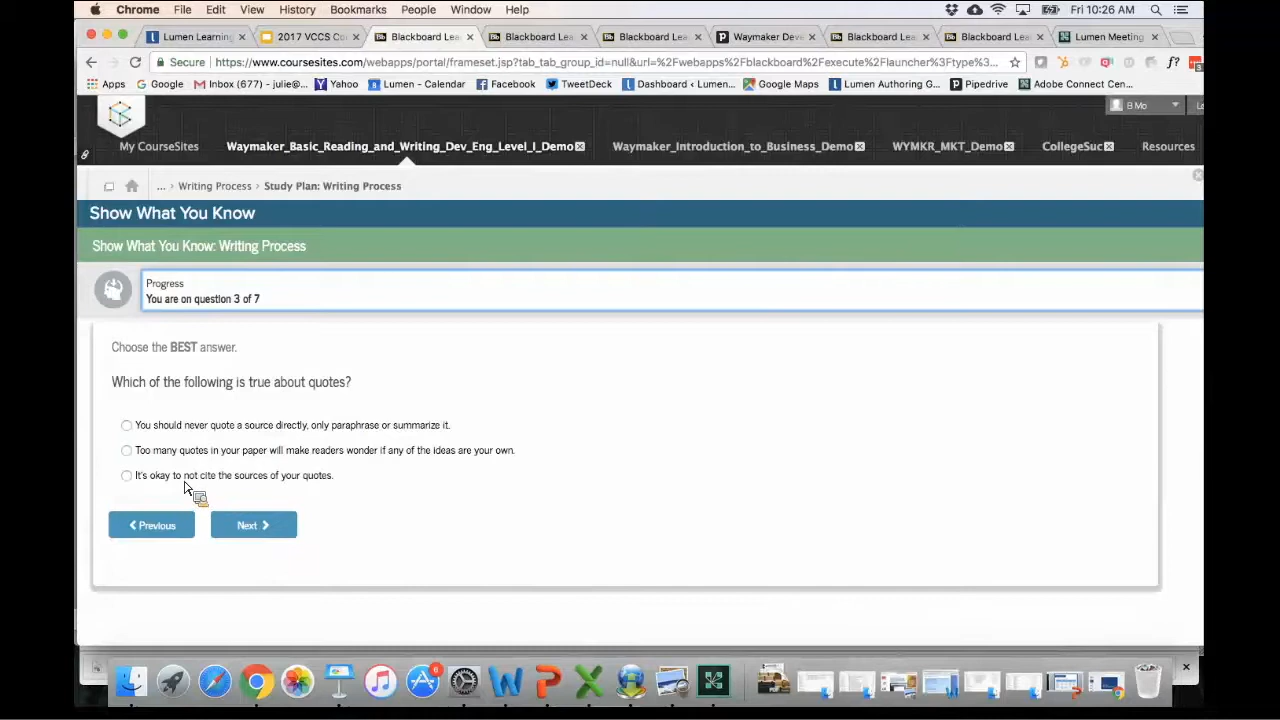 Chrome File Edit View History Bookmarks People Window Help Fri 10:26 AM
Lumen Learning 2017 VCCS Co Blackboard Lea Blackboard Lea Blackboard Lea Waymaker Dev Blackboard Lea Blackboard Lea Lumen Meeting
Secure https://www.coursesites.com/webapps/portal/frameset.jsp?tab_tab_group_id=null&url=%2Fwebapps%2Fblackboard%2Fexecute%2Flauncher%3Ftype%3...
Apps Google Inbox (677) - julie@... Yahoo Lumen - Calendar Facebook TweetDeck Dashboard ‹ Lumen... Google Maps Lumen Authoring G... Pipedrive Adobe Connect Cen...
B Mo
My CourseSites Waymaker_Basic_Reading_and_Writing_Dev_Eng_Level_I_Demo Waymaker_Introduction_to_Business_Demo WYMKR_MKT_Demo CollegeSuc Resources
... > Writing Process > Study Plan: Writing Process
Show What You Know
Show What You Know: Writing Process
Progress
You are on question 3 of 7
Choose the BEST answer.
Which of the following is true about quotes?
You should never quote a source directly, only paraphrase or summarize it.
Too many quotes in your paper will make readers wonder if any of the ideas are your own.
It's okay to not cite the sources of your quotes.
Previous Next